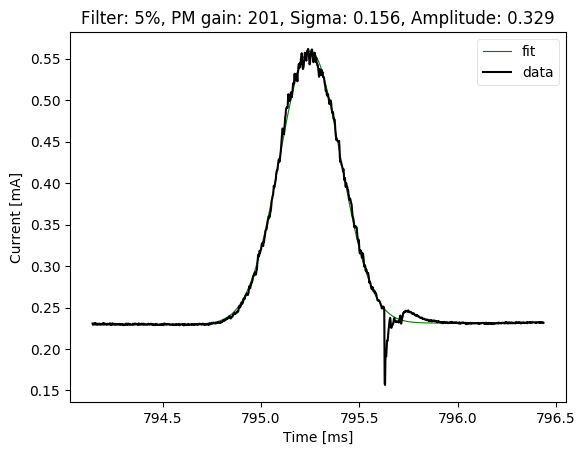 Filter: 5%, PM gain: 201, Sigma: 0.156, Amplitude: 0.329
fit
data
Current [mA]
0.55
0.50
0.45
0.40
0.35
0.30
0.25
0.20
0.15
794.5 795.0 795.5 796.0 796.5
Time [ms]